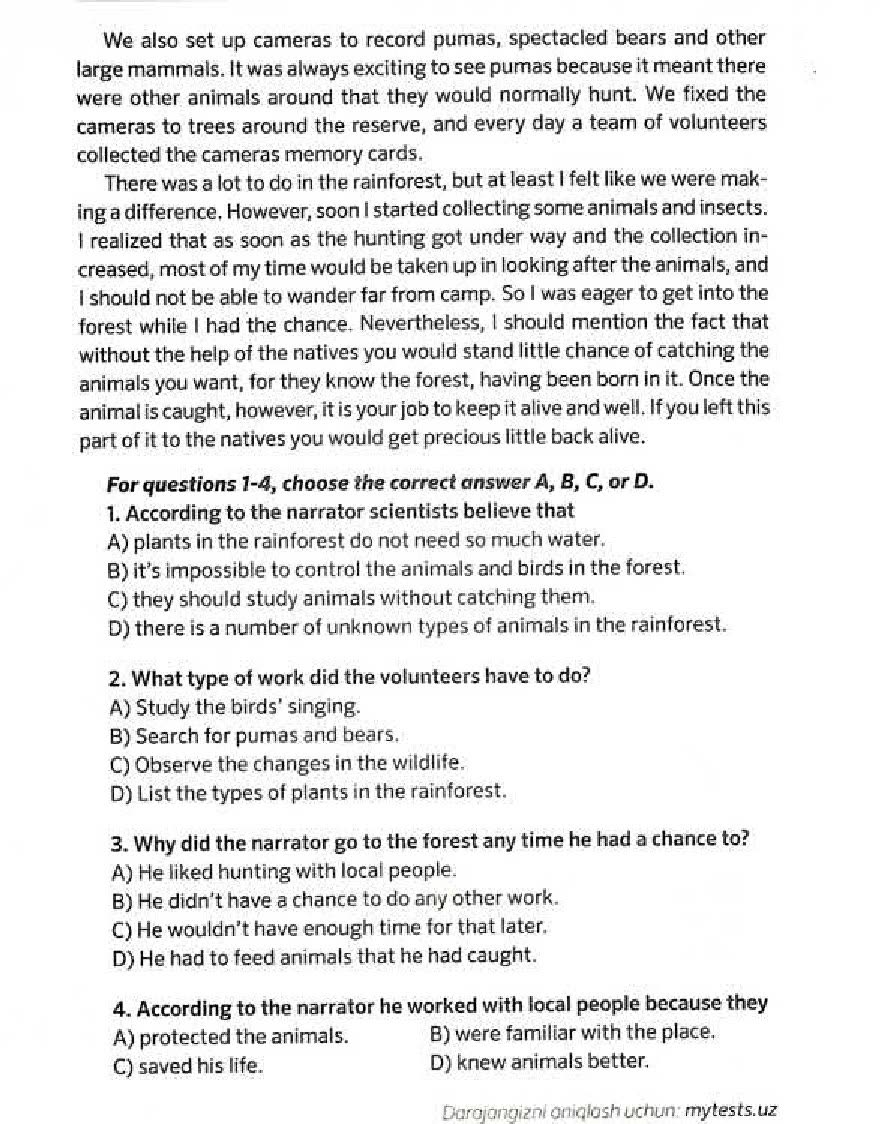 We also set up cameras to record pumas, spectacled bears and other
large mammals. It was always exciting to see pumas because it meant there
were other animals around that they would normally hunt. We fixed the
cameras to trees around the reserve, and every day a team of volunteers
collected the cameras memory cards.
There was a lot to do in the rainforest, but at least I felt like we were mak-
ing a difference. However, soon I started collecting some animals and insects.
I realized that as soon as the hunting got under way and the collection in-
creased, most of my time would be taken up in looking after the animals, and
I should not be able to wander far from camp. So I was eager to get into the
forest while I had the chance. Nevertheless, I should mention the fact that
without the help of the natives you would stand little chance of catching the
animals you want, for they know the forest, having been born in it. Once the
animal is caught, however, it is your job to keep it alive and well. If you left this
part of it to the natives you would get precious little back alive.
For questions 1-4, choose the correct answer A, B, C, or D.
1. According to the narrator scientists believe that
A) plants in the rainforest do not need so much water.
B) it's impossible to control the animals and birds in the forest.
C) they should study animals without catching them.
D) there is a number of unknown types of animals in the rainforest.
2. What type of work did the volunteers have to do?
A) Study the birds' singing.
B) Search for pumas and bears.
C) Observe the changes in the wildlife.
D) List the types of plants in the rainforest.
3. Why did the narrator go to the forest any time he had a chance to?
A) He liked hunting with local people.
B) He didn't have a chance to do any other work.
C) He wouldn't have enough time for that later.
D) He had to feed animals that he had caught.
4. According to the narrator he worked with local people because they
A) protected the animals. B) were familiar with the place.
C) saved his life. D) knew animals better.
Darajangizni aniqlash uchun: mytests.uz